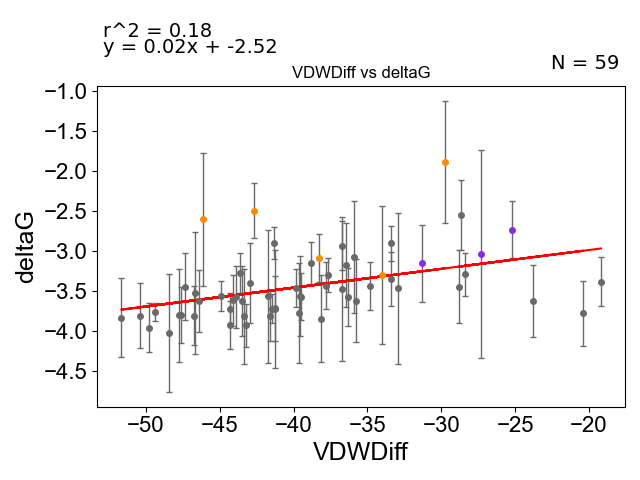 r^2 = 0.18
y = 0.02x + -2.52
N = 59
VDWDiff vs deltaG
−1.0
−1.5
−2.0
−2.5
−3.0
−3.5
−4.0
−4.5
deltaG
−50 −45 −40 −35 −30 −25 −20
VDWDiff